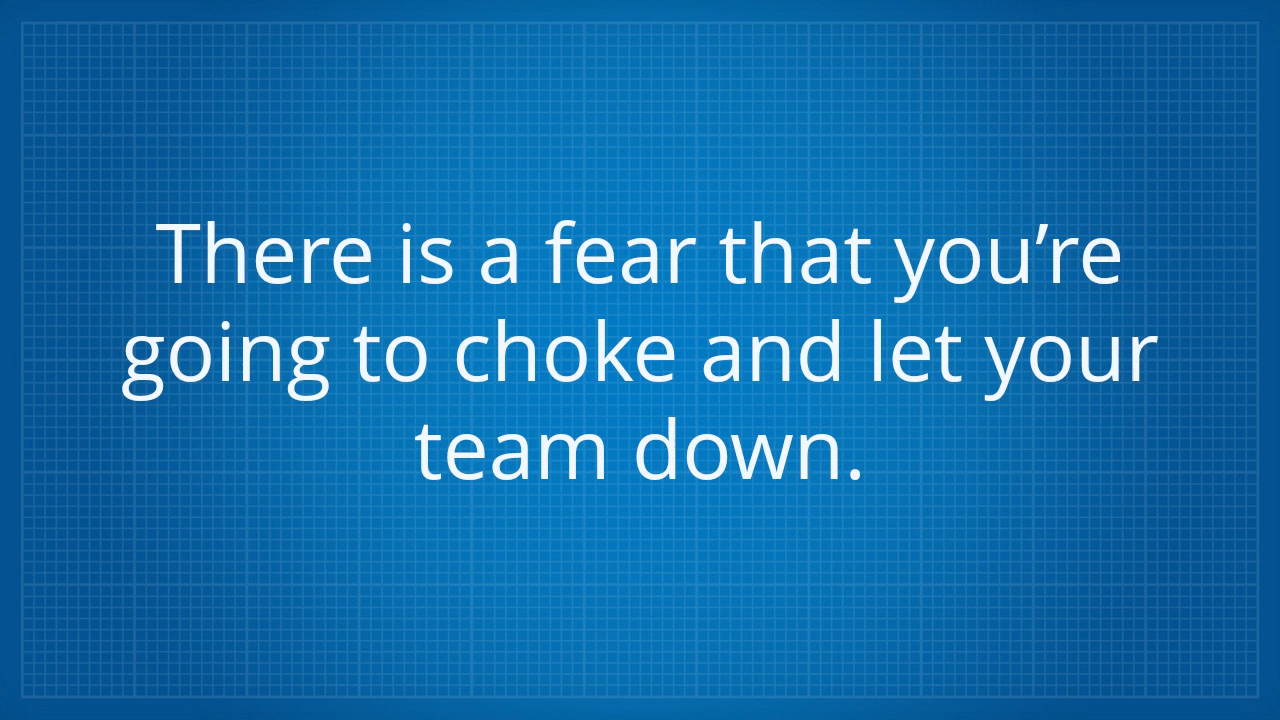 There is a fear that you’re
going to choke and let your
team down.